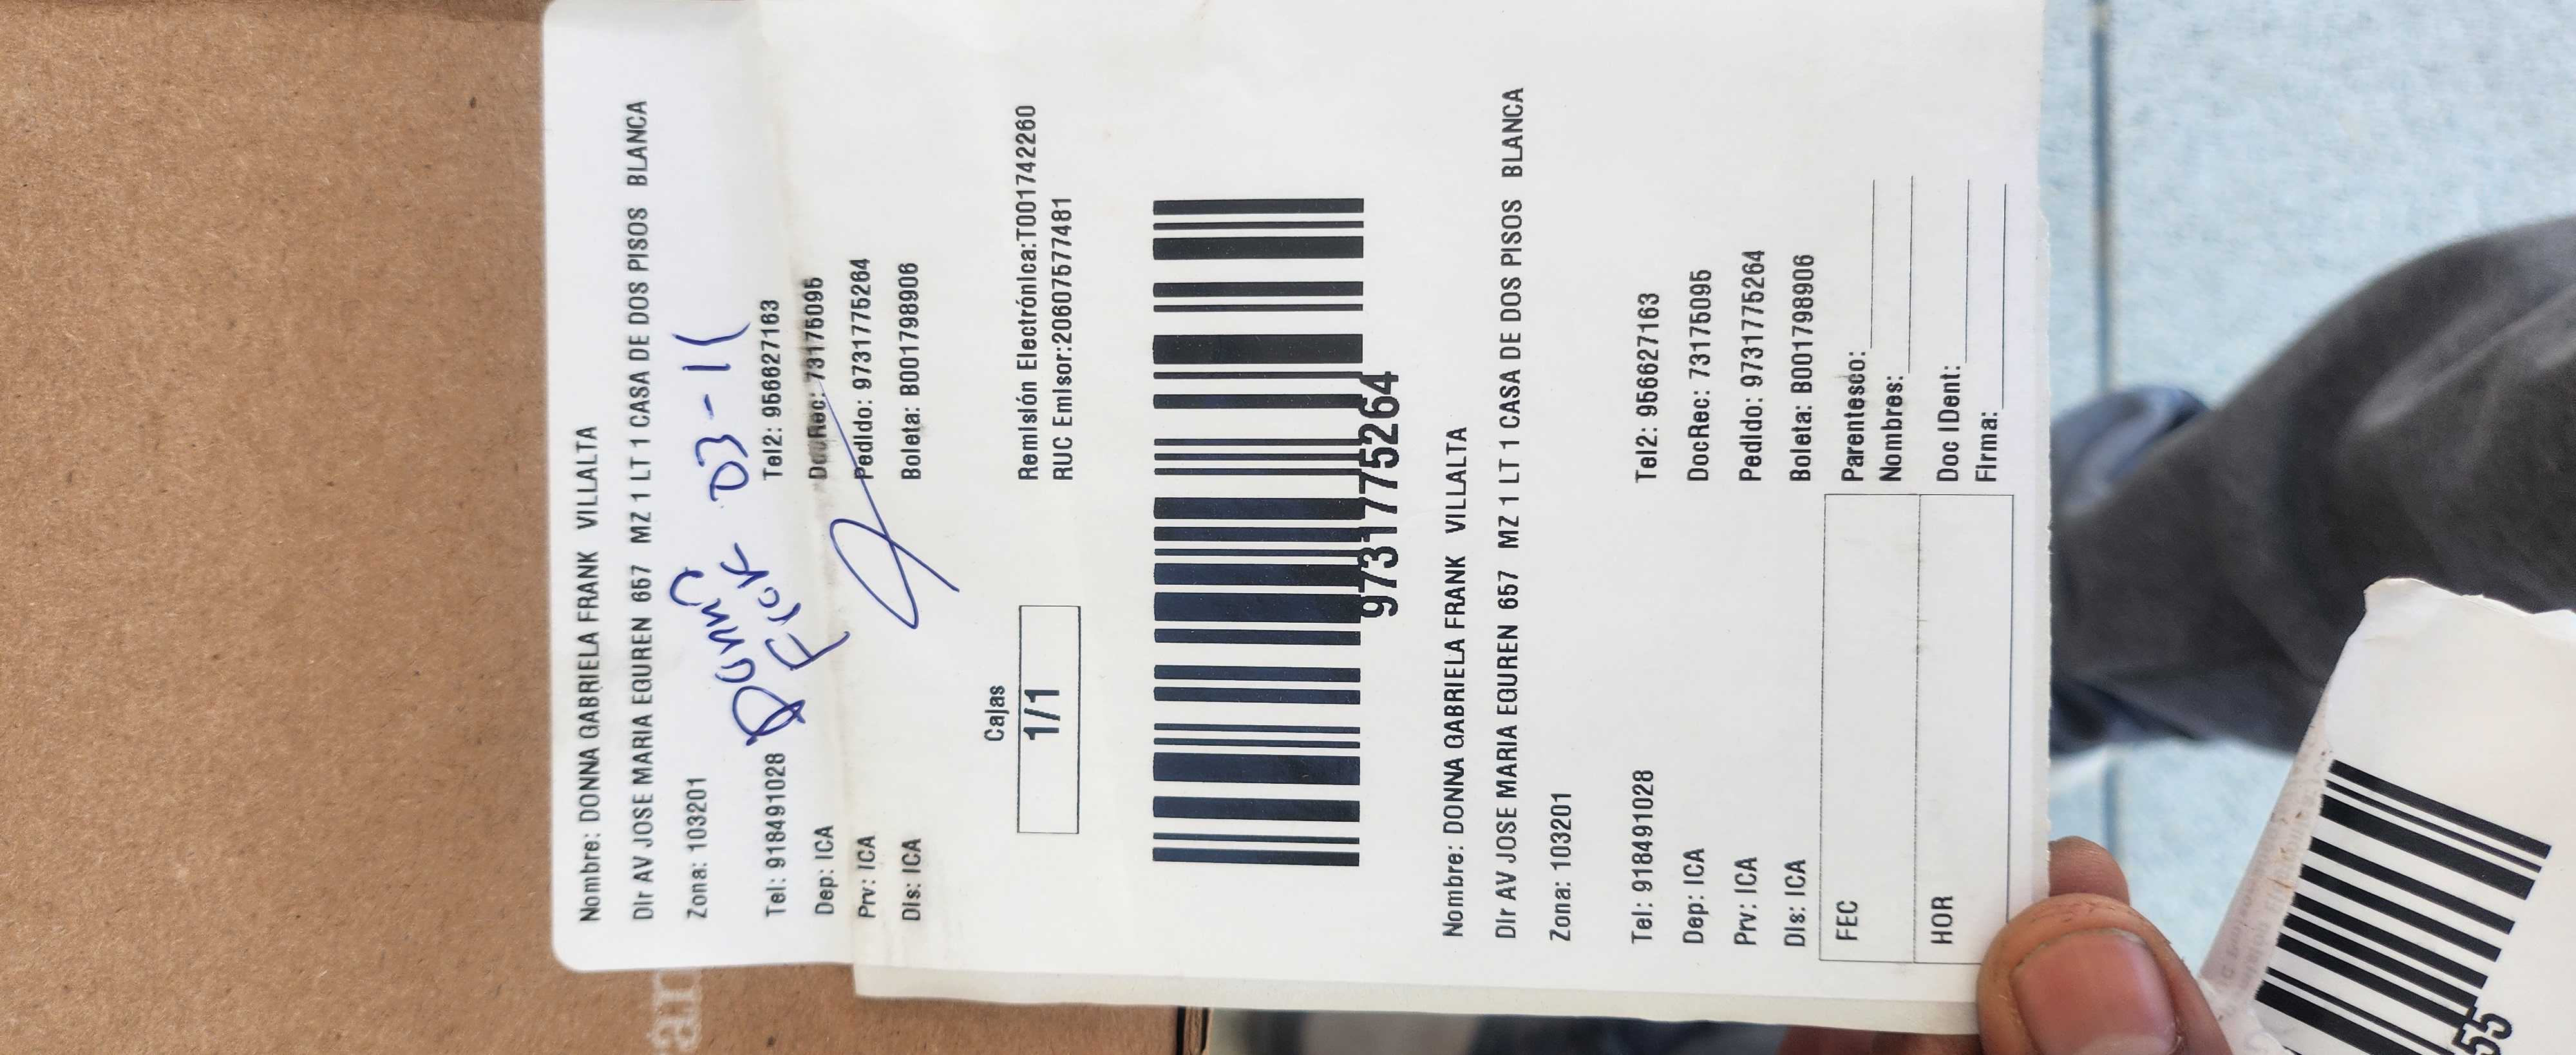 Nombre: DONNA GABRIELA FRANK VILLALTA
Dir AV JOSE MARIA EGUREN 657 MZ 1 LT 1 CASA DE DOS PISOS BLANCA
Zona: 103201
03-11
Tel: 918491028 Tel2: 956627163
Dep: ICA DocRec: 73175095
Prv: ICA Pedido: 9731775264
Dis: ICA Boleta: B001798906
Cajas
1/1
Remisión Electrónica:T001742260
RUC Emisor:20607577481
9731775264
Nombre: DONNA GABRIELA FRANK VILLALTA
Dir AV JOSE MARIA EGUREN 657 MZ 1 LT 1 CASA DE DOS PISOS BLANCA
Zona: 103201
Tel: 918491028 Tel2: 956627163
Dep: ICA DocRec: 73175095
Prv: ICA Pedido: 9731775264
Dis: ICA Boleta: B001798906
FEC Parentesco:
Nombres:
HOR Doc IDent:
Firma:
55